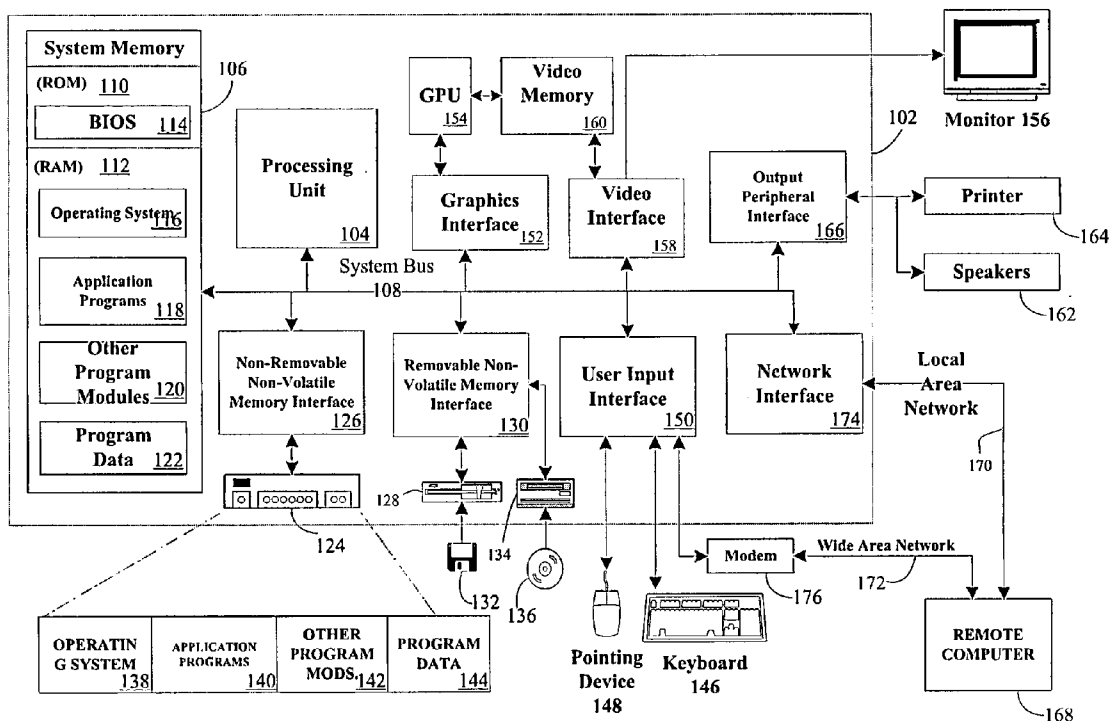 System Memory
(ROM) 110
BIOS 114
106
(RAM) 112
Operating System 116
Application
Programs 118
Other
Program
Modules 120
Program
Data 122
Processing
Unit
104
GPU
154
Video
Memory
160
Graphics
Interface
152
Video
Interface
158
Output
Peripheral
Interface
166
102
Monitor 156
Printer
164
Speakers
162
System Bus
108
Non-Removable
Non-Volatile
Memory Interface
126
Removable Non-
Volatile Memory
Interface
130
User Input
Interface
150
Network
Interface
174
Local
Area
Network
170
124
128
132
134
136
Modem
176
Wide Area Network
172
OPERATIN
G SYSTEM
138
APPLICATION
PROGRAMS
140
OTHER
PROGRAM
MODS.
142
PROGRAM
DATA
144
Pointing
Device
148
Keyboard
146
REMOTE
COMPUTER
168